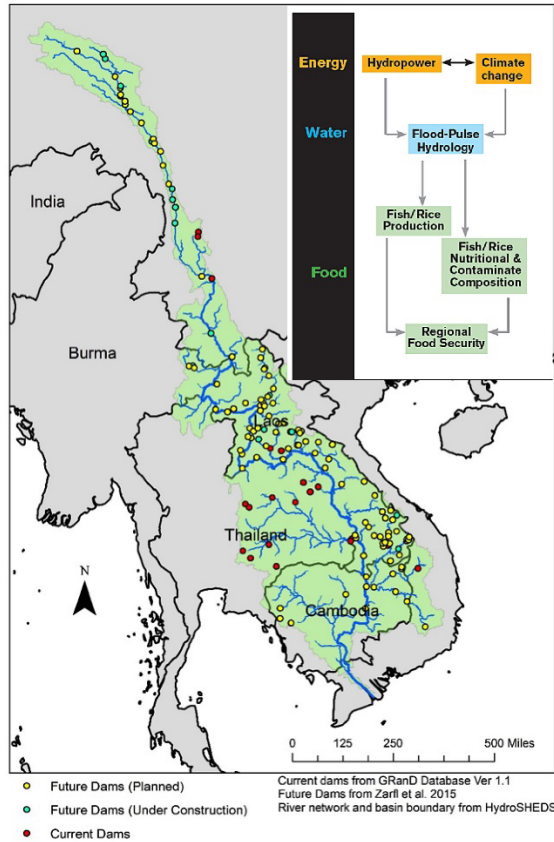 Energy
Hydropower
Climate
change
Water
Flood-Pulse
Hydrology
Fish/Rice
Production
Food
Fish/Rice
Nutritional &
Contaminate
Composition
Regional
Food Security
India
Burma
Laos
Thailand
Cambodia
N
0 125 250 500 Miles
Future Dams (Planned)
Future Dams (Under Construction)
Current Dams
Current dams from GRanD Database Ver 1.1
Future Dams from Zarfl et al. 2015
River network and basin boundary from HydroSHEDS